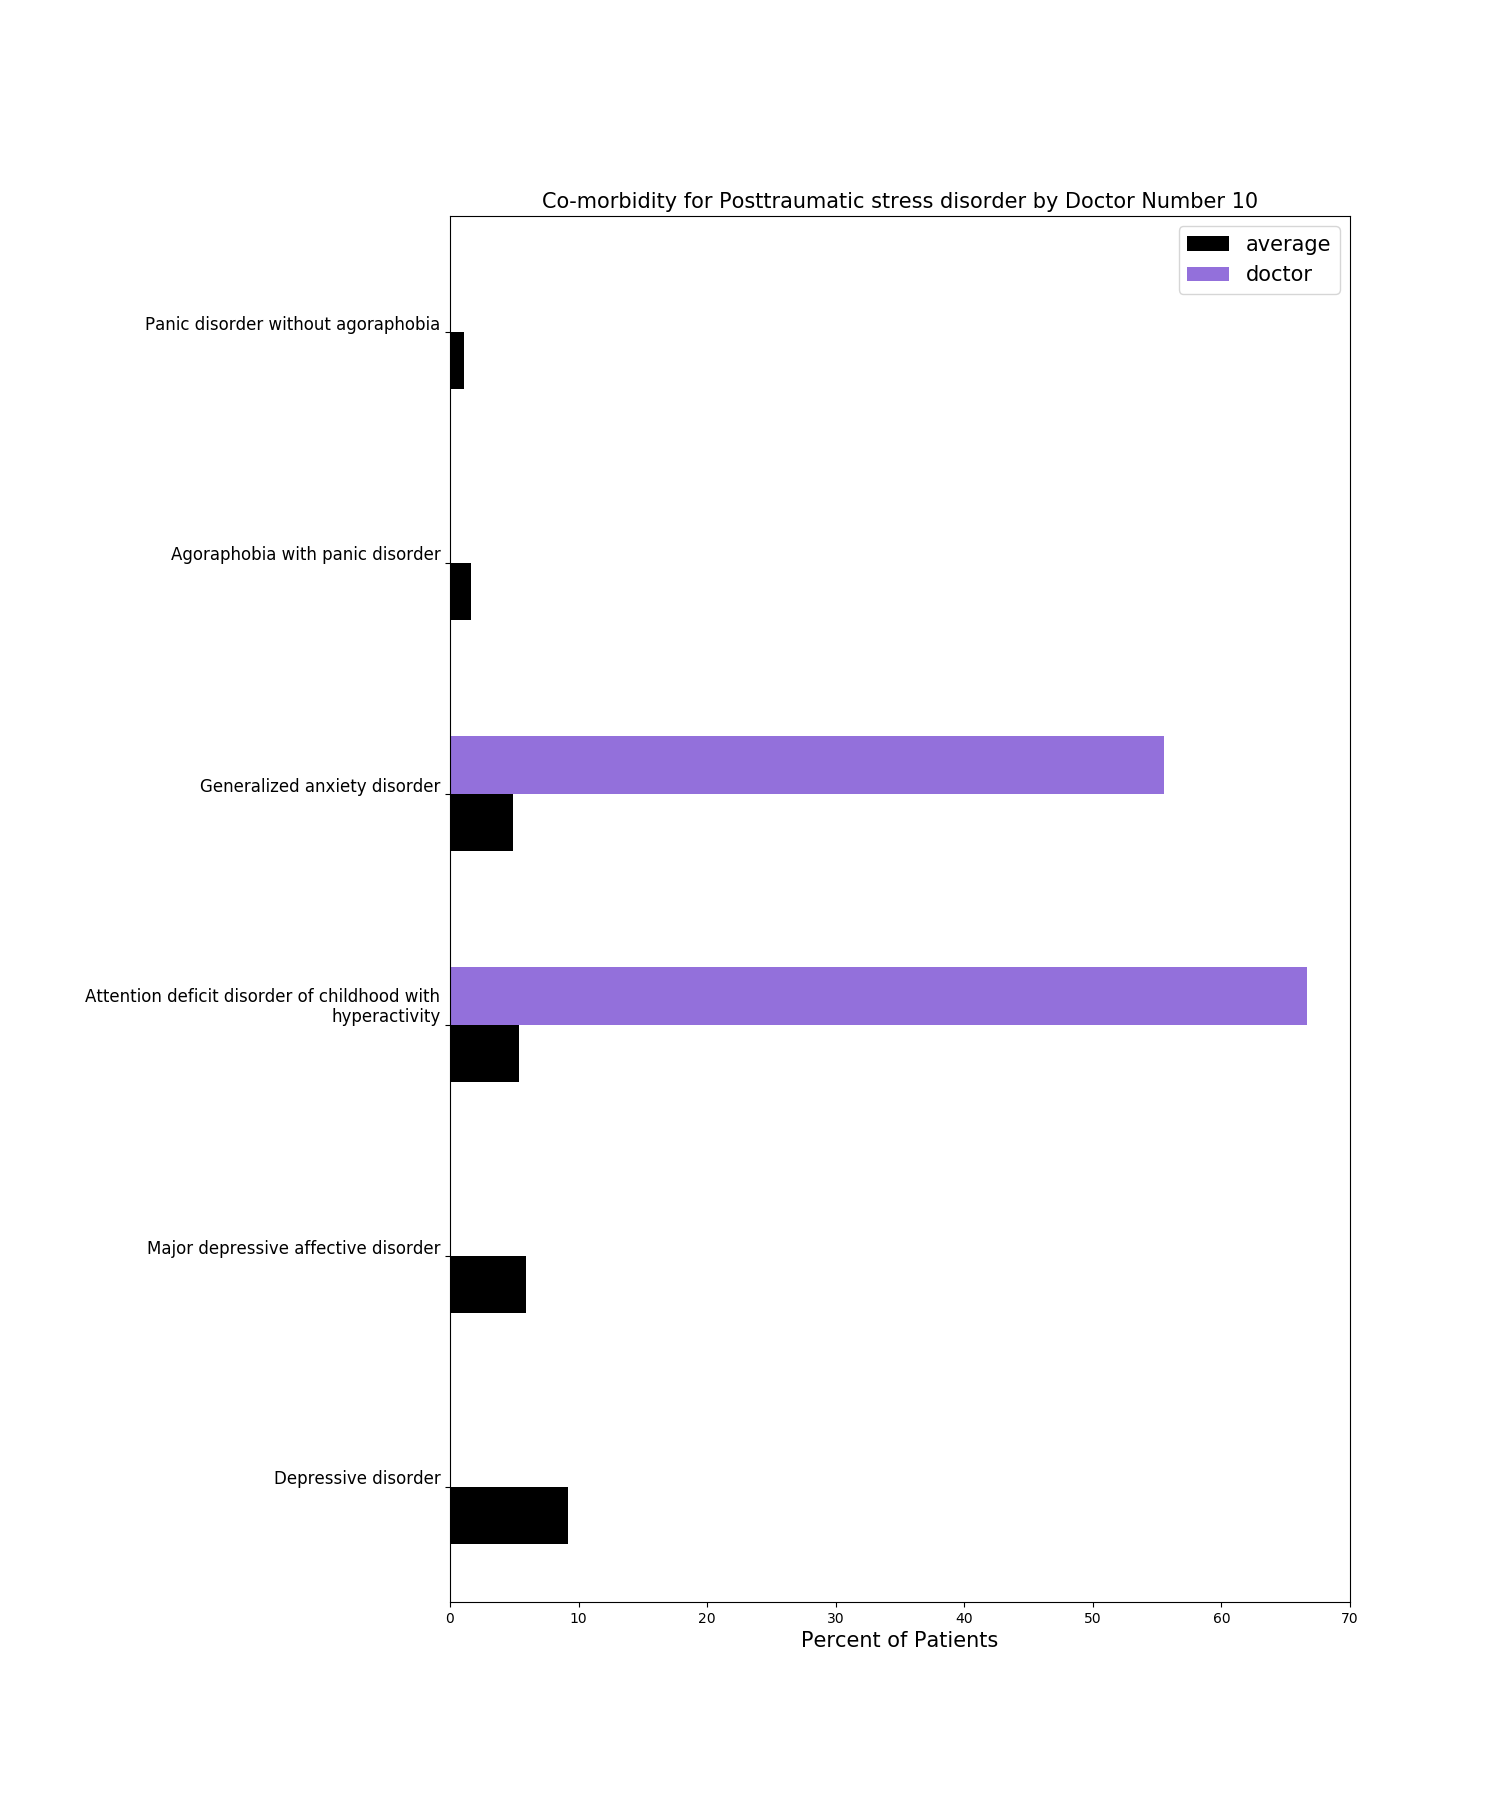 Co-morbidity for Posttraumatic stress disorder by Doctor Number 10
average
doctor
Panic disorder without agoraphobia
Agoraphobia with panic disorder
Generalized anxiety disorder
Attention deficit disorder of childhood with
hyperactivity
Major depressive affective disorder
Depressive disorder
0 10 20 30 40 50 60 70
Percent of Patients